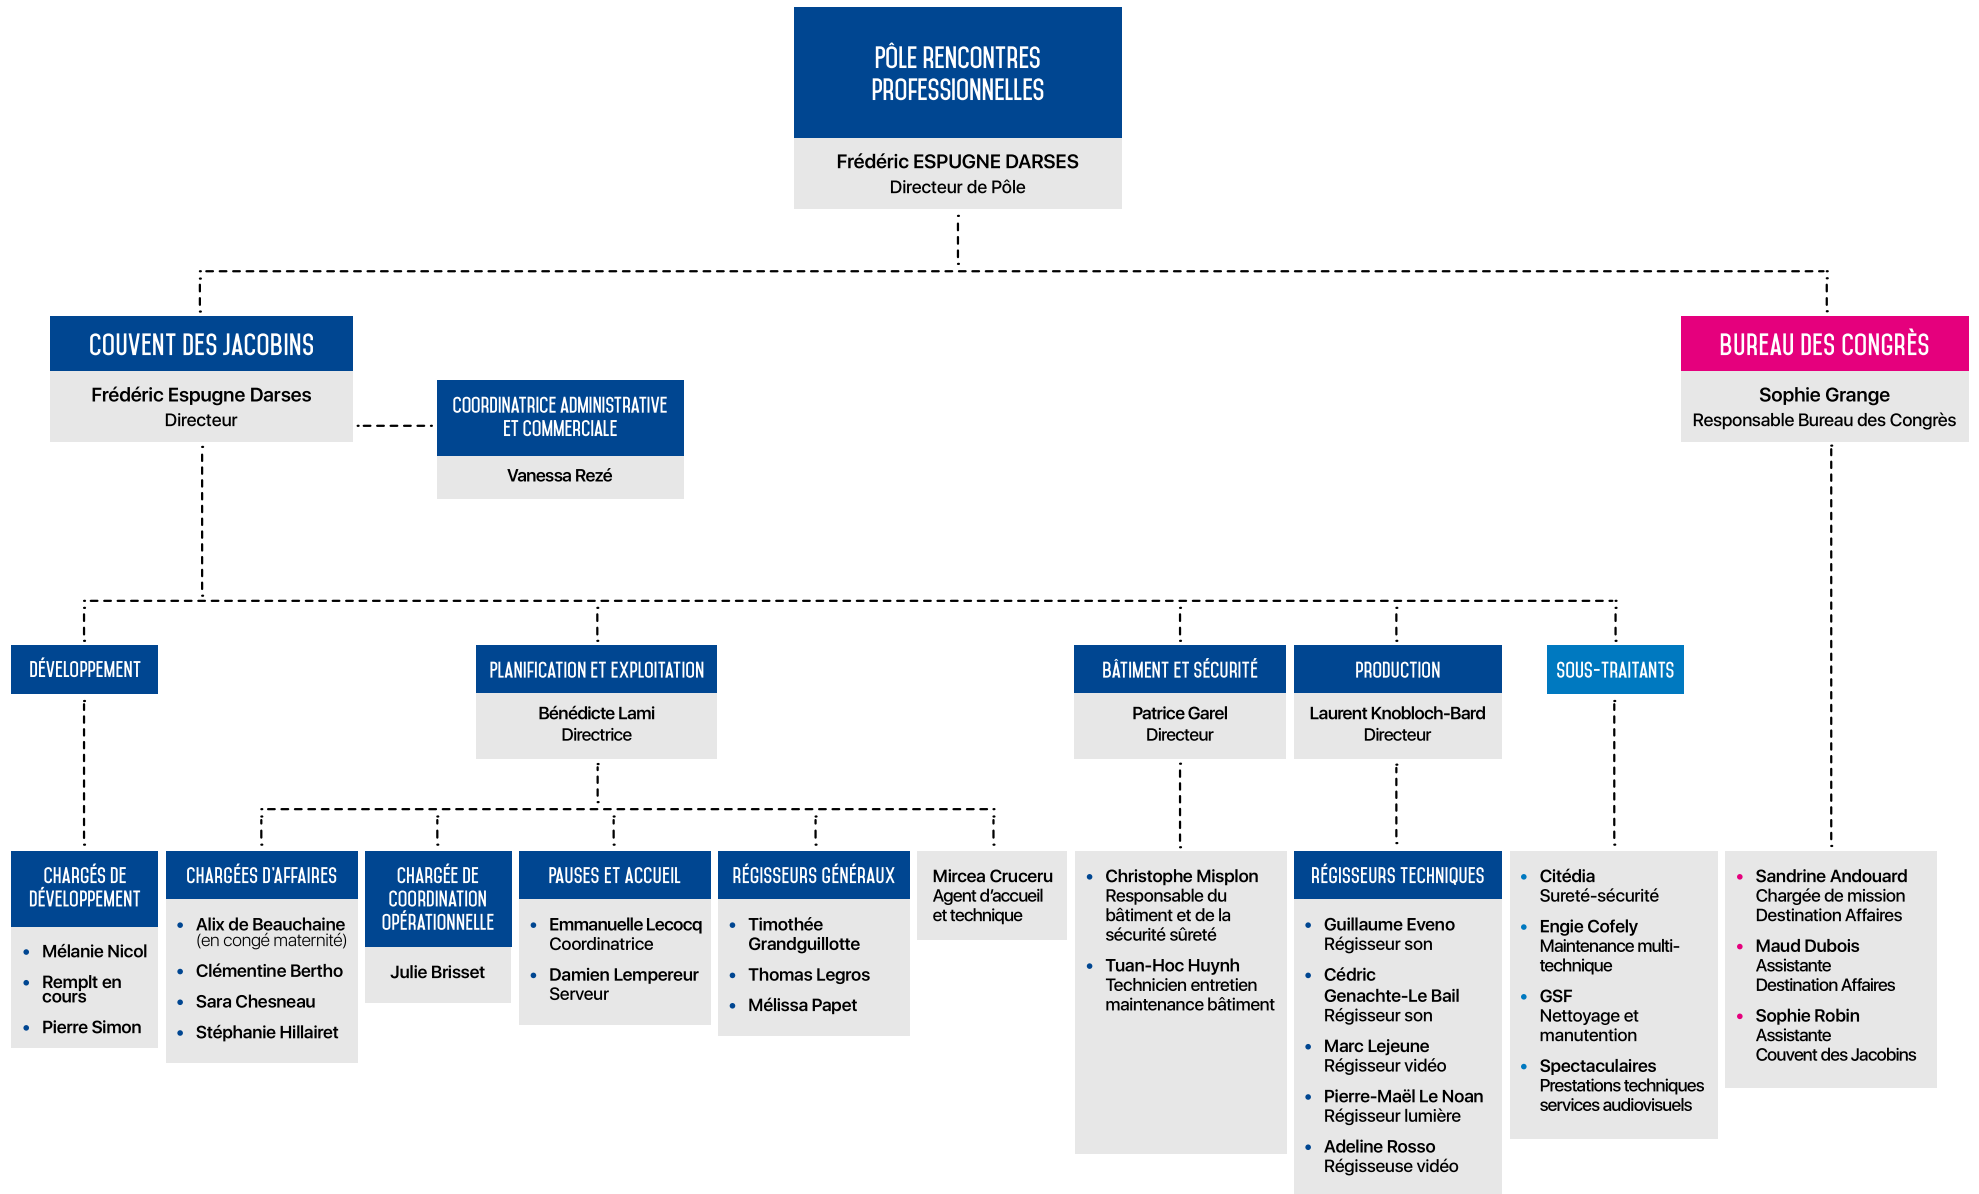 PÔLE RENCONTRES
PROFESSIONNELLES
Frédéric ESPUGNE DARSES
Directeur de Pôle
COUVENT DES JACOBINS
Frédéric Espugne Darses
Directeur
COORDINATRICE ADMINISTRATIVE
ET COMMERCIALE
Vanessa Rezé
BUREAU DES CONGRÈS
Sophie Grange
Responsable Bureau des Congrès
DÉVELOPPEMENT
PLANIFICATION ET EXPLOITATION
Bénédicte Lami
Directrice
BÂTIMENT ET SÉCURITÉ
Patrice Garel
Directeur
PRODUCTION
Laurent Knobloch-Bard
Directeur
SOUS-TRAITANTS
CHARGÉS DE
DÉVELOPPEMENT
• Mélanie Nicol
• Remplt en
cours
• Pierre Simon
CHARGÉES D'AFFAIRES
• Alix de Beauchaine
(en congé maternité)
• Clémentine Bertho
• Sara Chesneau
• Stéphanie Hillairet
CHARGÉE DE
COORDINATION
OPÉRATIONNELLE
Julie Brisset
PAUSES ET ACCUEIL
• Emmanuelle Lecocq
Coordinatrice
• Damien Lempereur
Serveur
RÉGISSEURS GÉNÉRAUX
• Timothée
Grandguillotte
• Thomas Legros
• Mélissa Papet
Mircea Cruceru
Agent d'accueil
et technique
• Christophe Misplon
Responsable du
bâtiment et de la
sécurité sûreté
• Tuan-Hoc Huynh
Technicien entretien
maintenance bâtiment
RÉGISSEURS TECHNIQUES
• Guillaume Eveno
Régisseur son
• Cédric
Genachte-Le Bail
Régisseur son
• Marc Lejeune
Régisseur vidéo
• Pierre-Maël Le Noan
Régisseur lumière
• Adeline Rosso
Régisseuse vidéo
• Citédia
Sureté-sécurité
• Engie Cofely
Maintenance multi-
technique
• GSF
Nettoyage et
manutention
• Spectaculaires
Prestations techniques
services audiovisuels
• Sandrine Andouard
Chargée de mission
Destination Affaires
• Maud Dubois
Assistante
Destination Affaires
• Sophie Robin
Assistante
Couvent des Jacobins